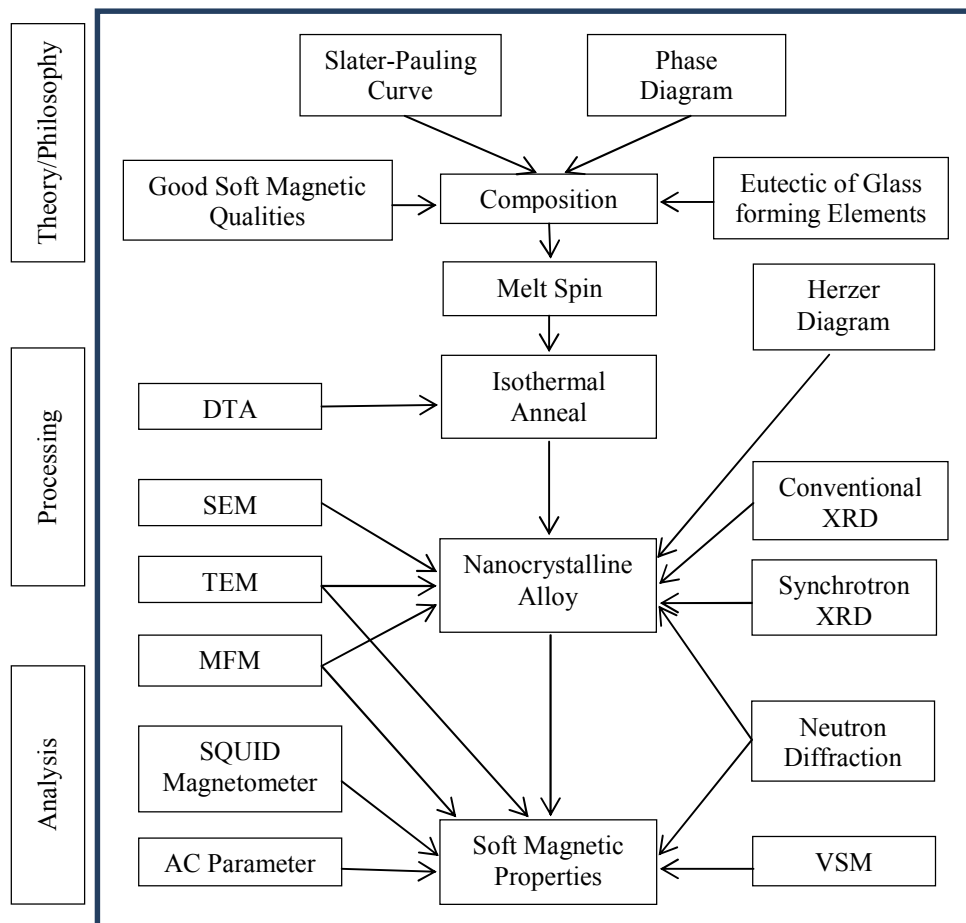 Theory/Philosophy
Slater-Pauling
Curve
Phase
Diagram
Good Soft Magnetic
Qualities
Composition
Eutectic of Glass
forming Elements
Melt Spin
Herzer
Diagram
Processing
Isothermal
Anneal
DTA
SEM
Conventional
XRD
TEM
Nanocrystalline
Alloy
Synchrotron
XRD
MFM
Analysis
SQUID
Magnetometer
Neutron
Diffraction
AC Parameter
Soft Magnetic
Properties
VSM